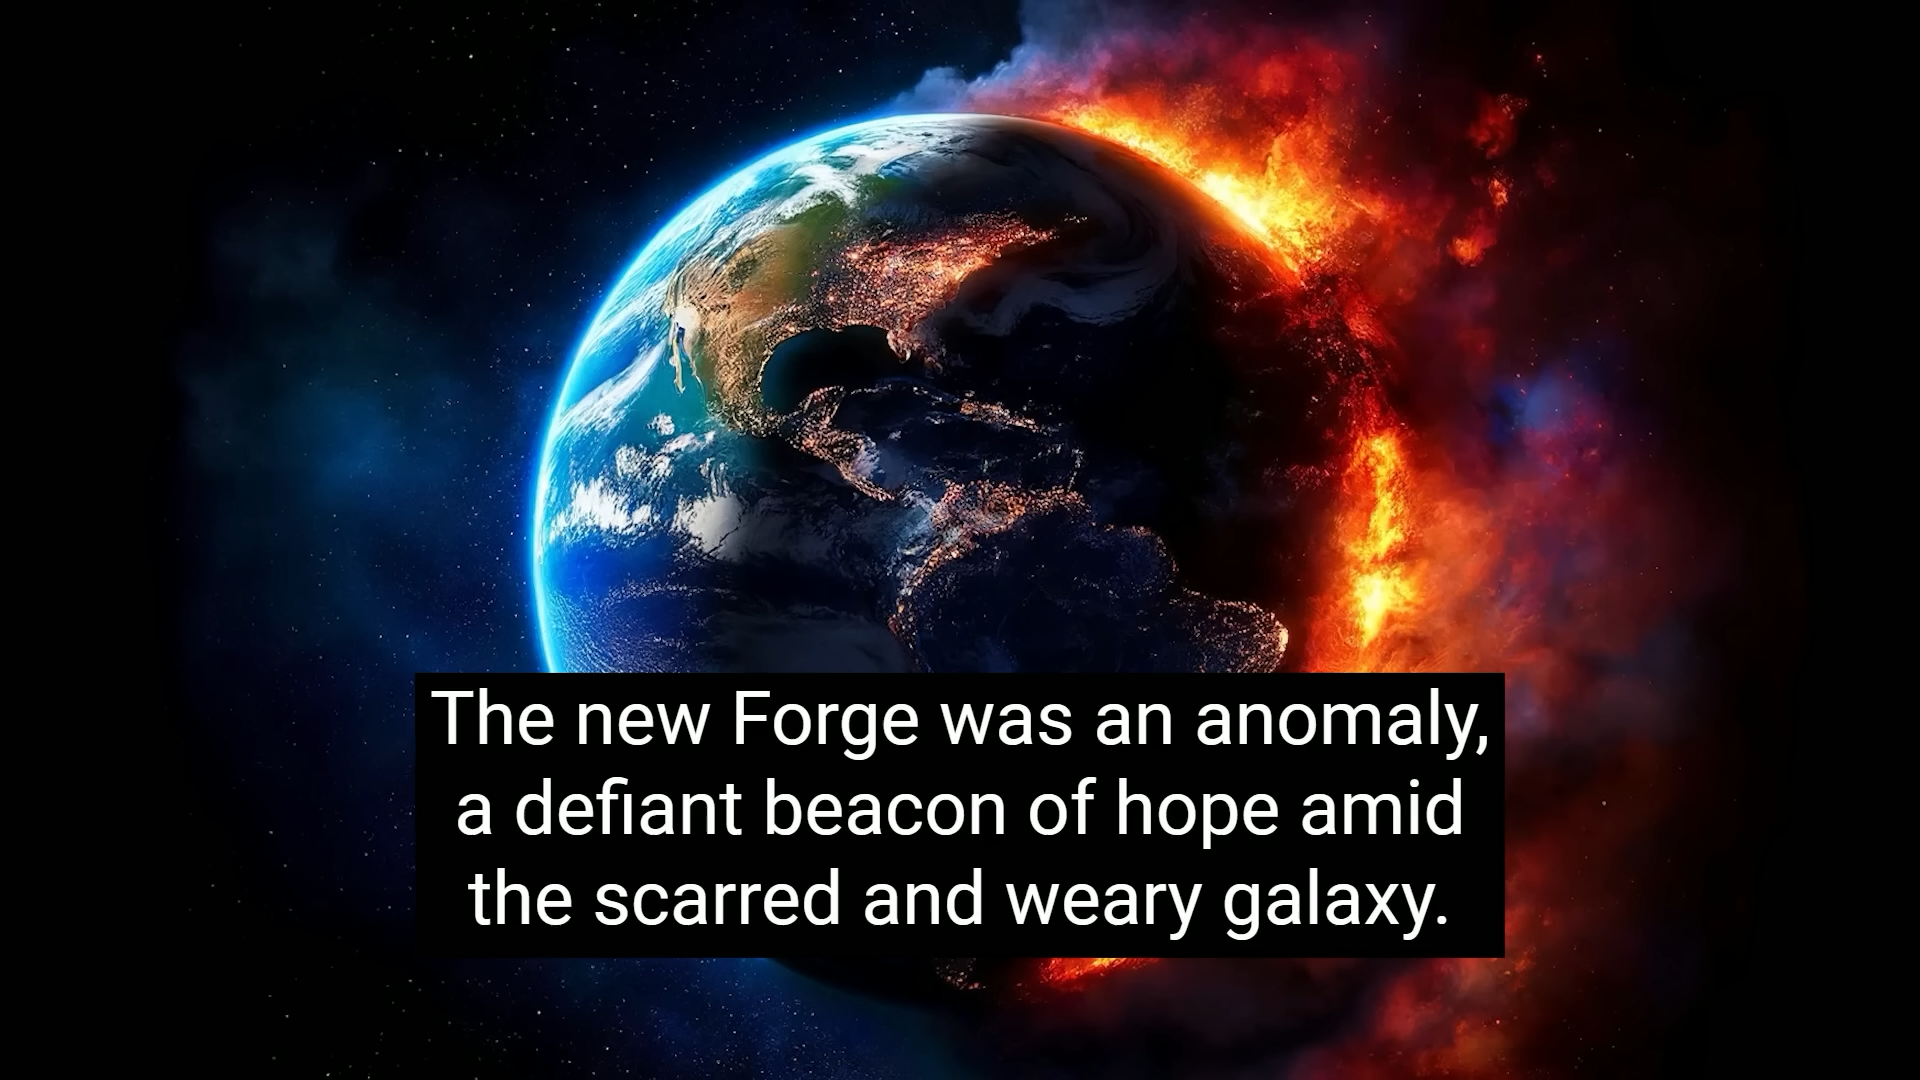 The new Forge was an anomaly,
a defiant beacon of hope amid
the scarred and weary galaxy.